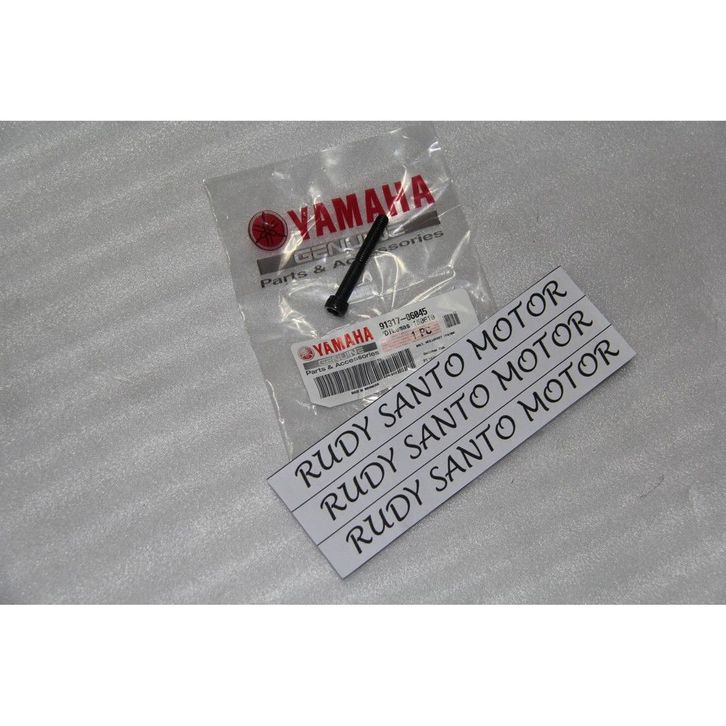 YAMAHA
GENUINE
Parts & Accessories
YAMAHA
GENUINE
Parts & Accessories
91317-06045
1 PC
RUDY SANTO MOTOR
RUDY SANTO MOTOR
RUDY SANTO MOTOR